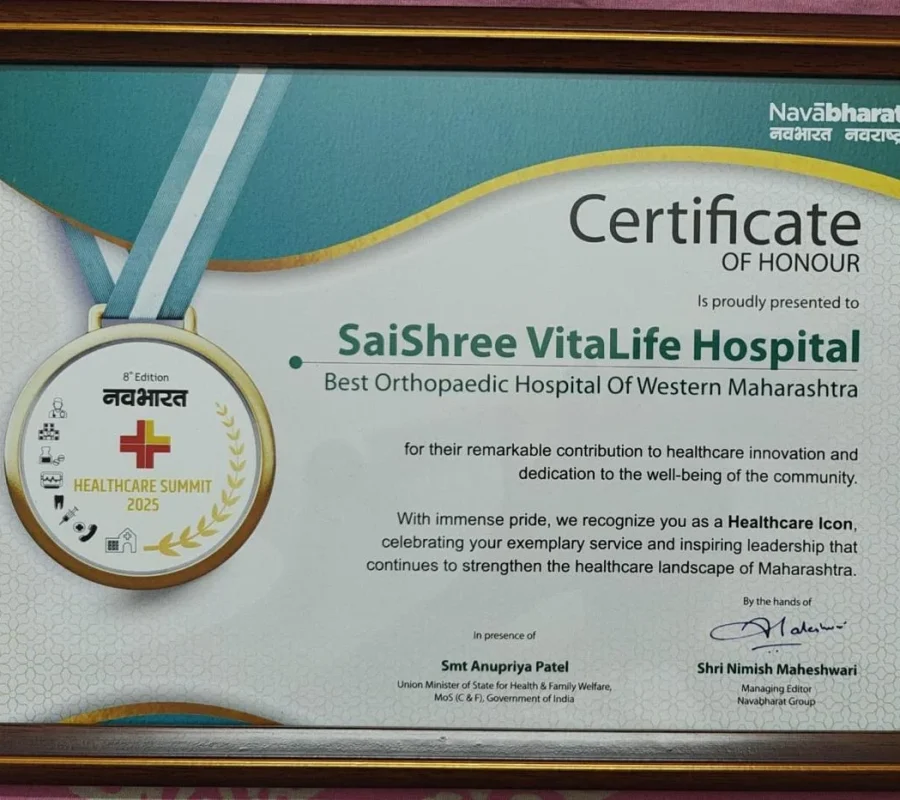 Navābharat
नवभारत नवराष्ट्र
Certificate
OF HONOUR
Is proudly presented to
SaiShree VitaLife Hospital
Best Orthopaedic Hospital Of Western Maharashtra
for their remarkable contribution to healthcare innovation and
dedication to the well-being of the community.
With immense pride, we recognize you as a Healthcare Icon,
celebrating your exemplary service and inspiring leadership that
continues to strengthen the healthcare landscape of Maharashtra.
8th Edition
नवभारत
HEALTHCARE SUMMIT
2025
In presence of
Smt Anupriya Patel
Union Minister of State for Health & Family Welfare,
MoS (C & F), Government of India
By the hands of
Shri Nimish Maheshwari
Managing Editor
Navabharat Group